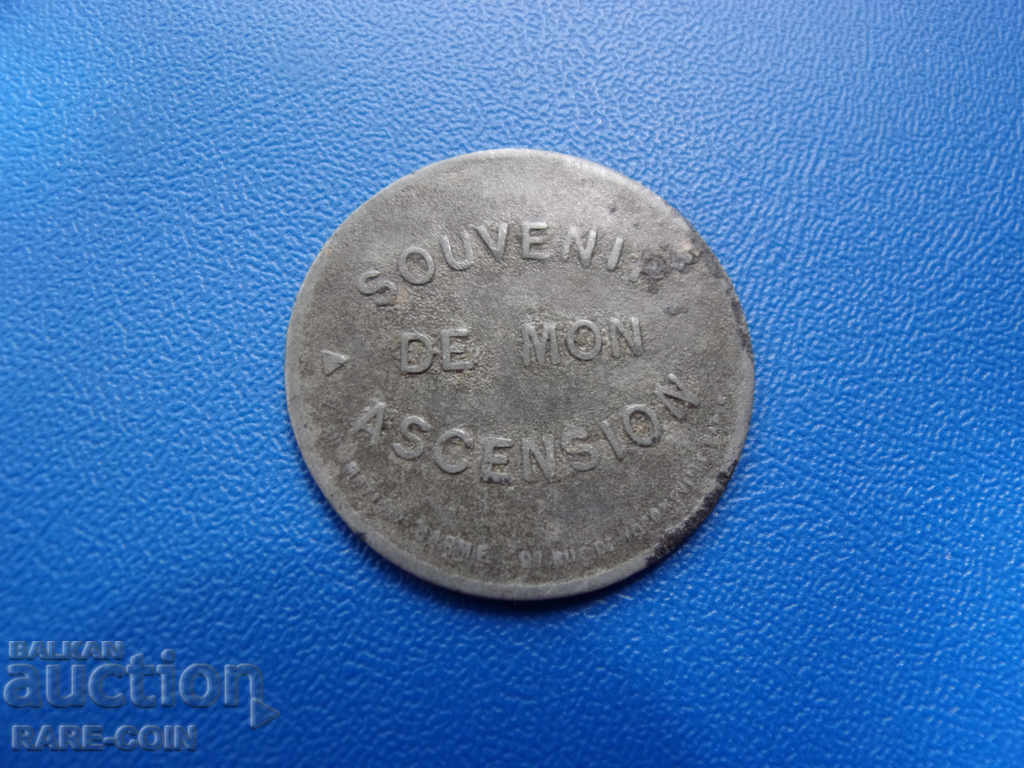 SOUVENIR
DE MON
ASCENSION
BALKAN
auction
RARE-COIN